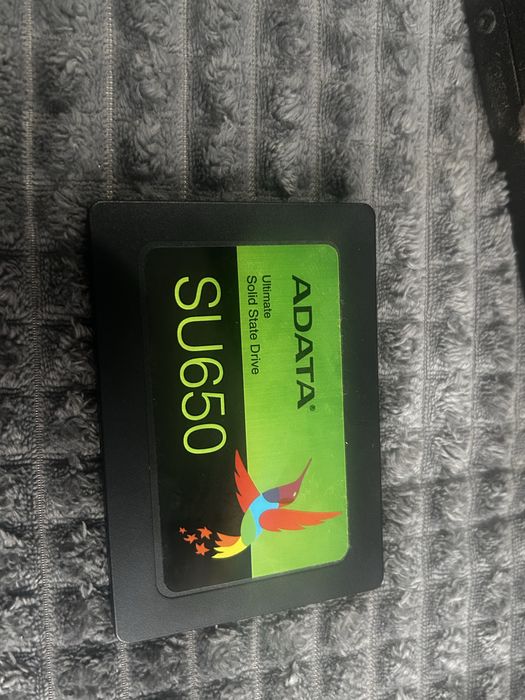 ADATA®
Ultimate
Solid State Drive
SU650